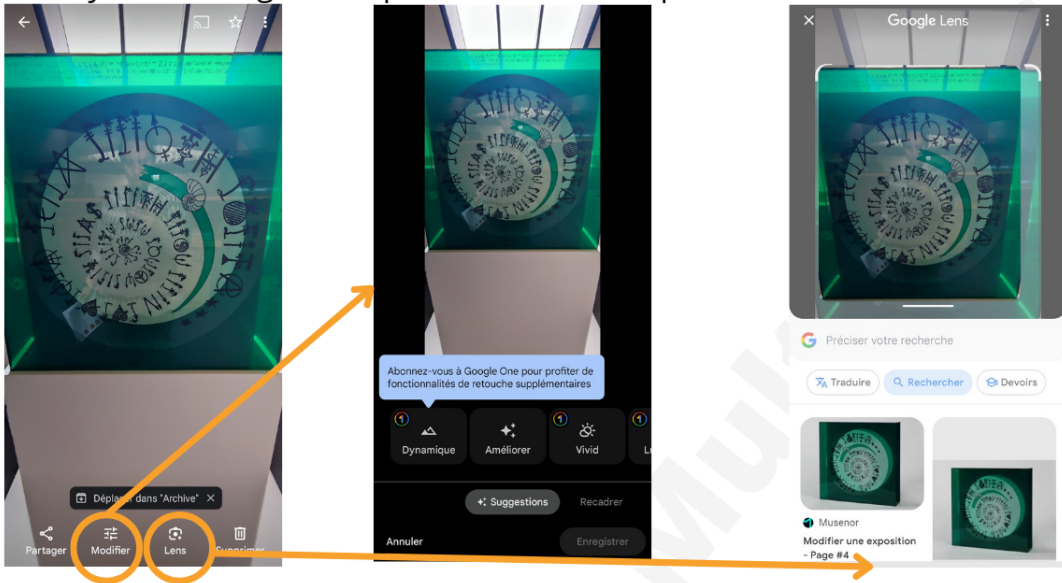 Déplacer dans "Archive"
Partager
Modifier
Lens
Supprimer
Abonnez-vous à Google One pour profiter de
fonctionnalités de retouche supplémentaires
Dynamique
Améliorer
Vivid
Suggestions
Recadrer
Annuler
Enregistrer
Google Lens
Préciser votre recherche
Traduire
Rechercher
Devoirs
Musenor
Modifier une exposition
- Page #4